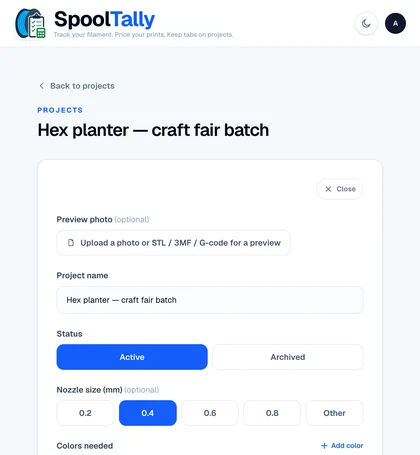 SpoolTally
Track your filament. Price your prints. Keep tabs on projects.
A
Back to projects
PROJECTS
Hex planter — craft fair batch
Close
Preview photo (optional)
Upload a photo or STL / 3MF / G-code for a preview
Project name
Hex planter — craft fair batch
Status
Active Archived
Nozzle size (mm) (optional)
0.2 0.4 0.6 0.8 Other
Colors needed + Add color